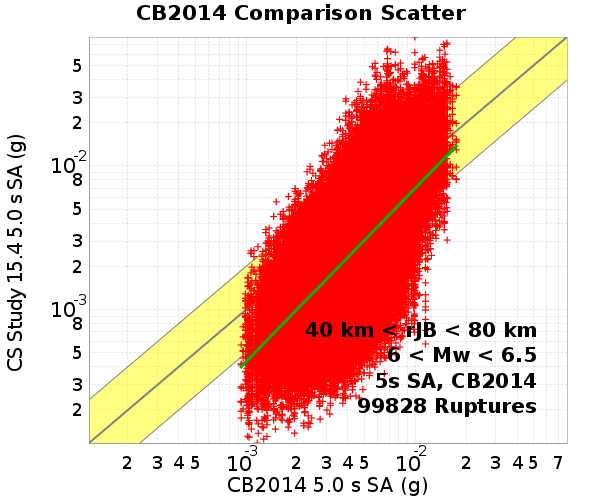 CB2014 Comparison Scatter
CS Study 15.4 5.0 s SA (g)
5
3
2
10-2
8
5
3
2
10-3
8
5
3
2
40 km < rJB < 80 km
6 < Mw < 6.5
5s SA, CB2014
99828 Ruptures
2 3 4 5 10-3 2 3 4 5 10-2 2 3 4 5 7
CB2014 5.0 s SA (g)